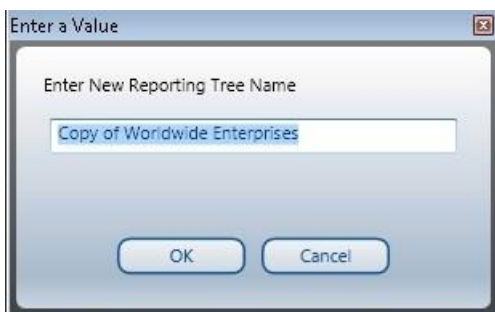 Enter a Value
Enter New Reporting Tree Name
Copy of Worldwide Enterprises
OK Cancel